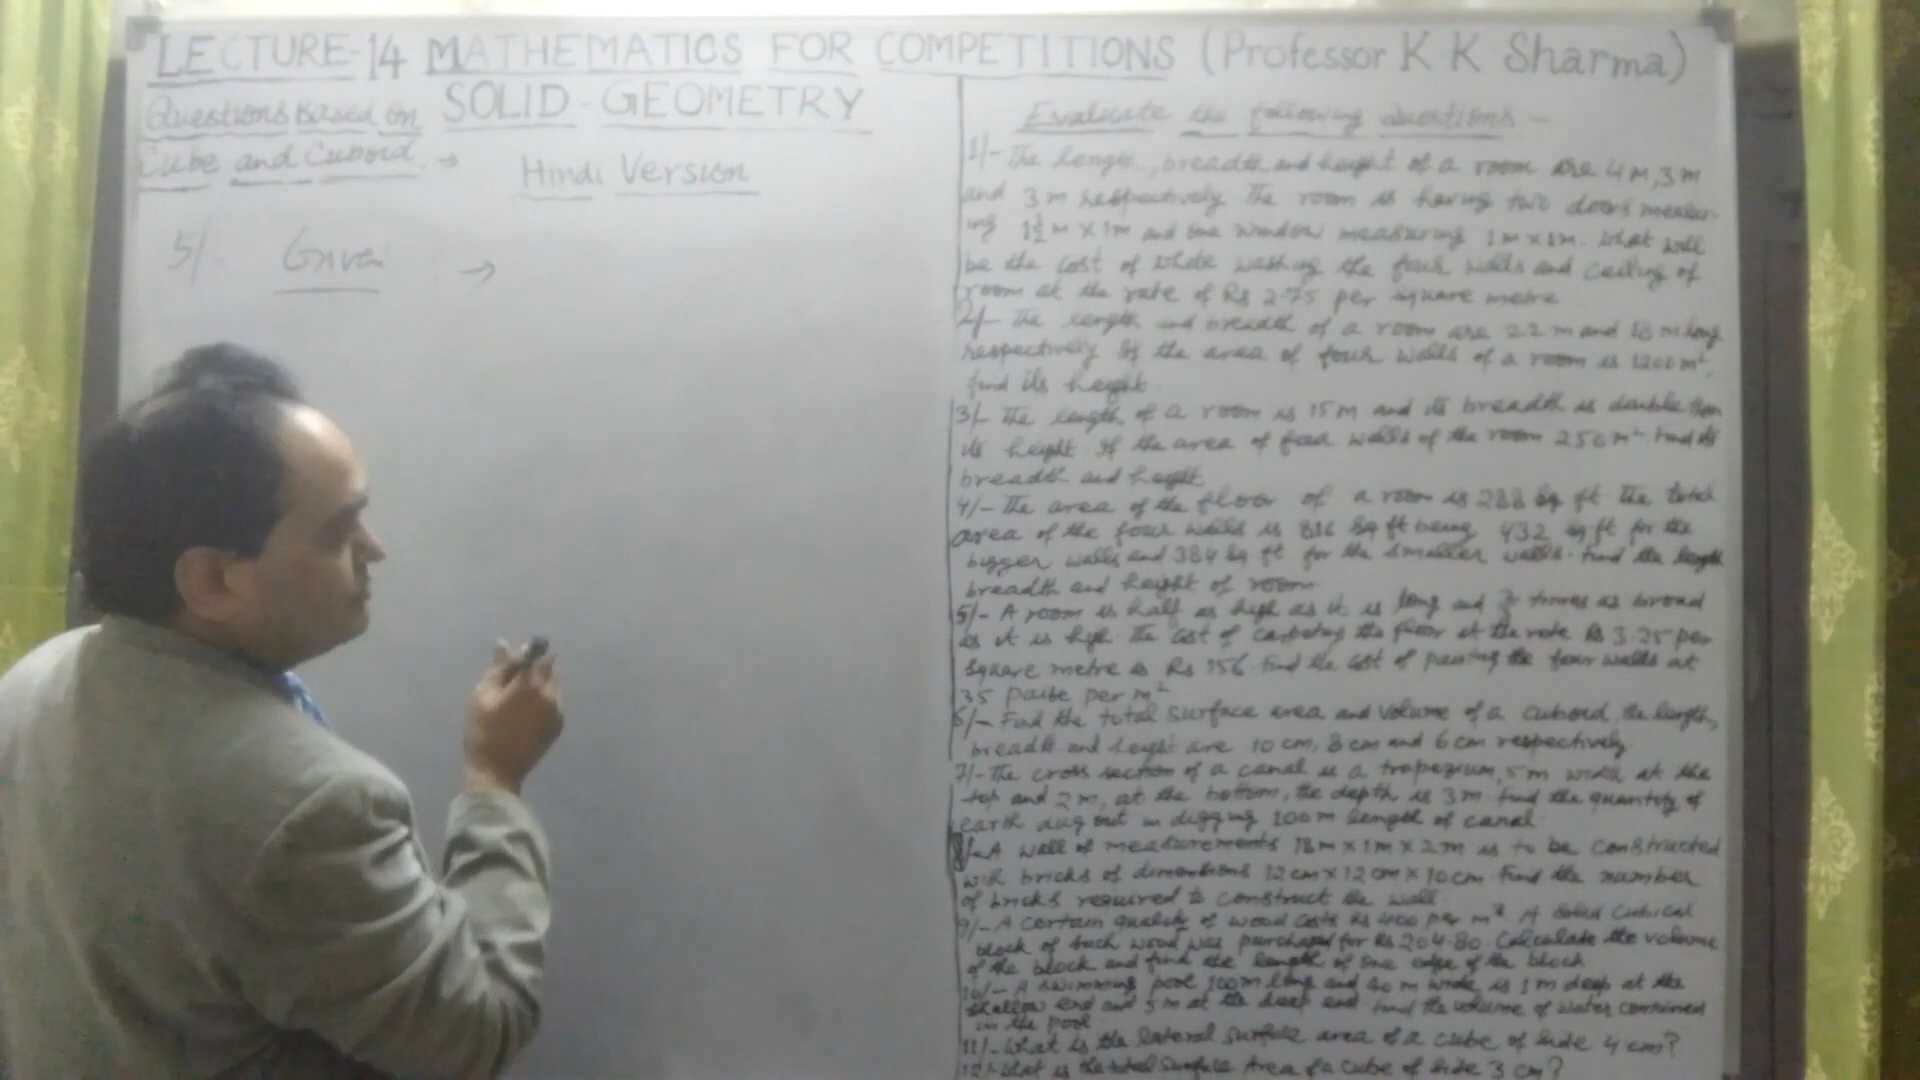 LECTURE-14 MATHEMATICS FOR COMPETITIONS (Professor K K Sharma)
SOLID-GEOMETRY
Questions Based on
Cube and Cuboid. →
Hindi Version
5/. Given →
Evaluate the following Questions -
1/- The length, breadth and height of a room are 4m, 3m
and 3m respectively The room is having two doors measur-
ing 1½m x 1m and one window measuring 1m x 1m. What will
be the cost of white washing the four walls and ceiling of
room at the rate of Rs 2.75 per square metre
2/- The length and breadth of a room are 22m and 18m long
respectively If the area of four walls of a room is 1200m²,
find its height
3/- The length of a room is 15m and its breadth is double than
its height If the area of four walls of the room 250m². Find its
breadth and height
4/- The area of the floor of a room is 288 sq ft The total
area of the four walls is 816 sq ft being 432 sq ft for the
bigger walls and 384 sq ft for the smaller walls. Find the length
breadth and height of room
5/- A room is half as high as it is long and times as broad
as it is high. The cost of carpeting the floor at the rate Rs 3.25 per
square metre is Rs 156. Find the cost of painting the four walls at
35 paise per m²
6/- Find the total surface area and volume of a cuboid, the length,
breadth and height are 10 cm, 8 cm and 6 cm respectively
7/- The cross section of a canal is a trapezium, 5m wide at the
top and 2m, at the bottom, the depth is 3m. Find the quantity of
earth dug out in digging 100m length of canal.
8/- A wall of measurements 18m x 1m x 2m is to be constructed
with bricks of dimensions 12cm x 12cm x 10cm Find the number
of bricks required to construct the wall.
9/- A certain quality of wood costs Rs 400 per m³. A solid cubical
block of such wood was purchased for Rs 204.80. Calculate the volume
of the block and find the length of one edge of the block
10/- A swimming pool 100m long and m wide is 1m deep at the
shallow end and 5m at the deep end Find the volume of water contained
in the pool
11/- What is the lateral surface area of a cube of side 4 cm?
12/- What is the total Surface Area of a Cube of side 3 cm?